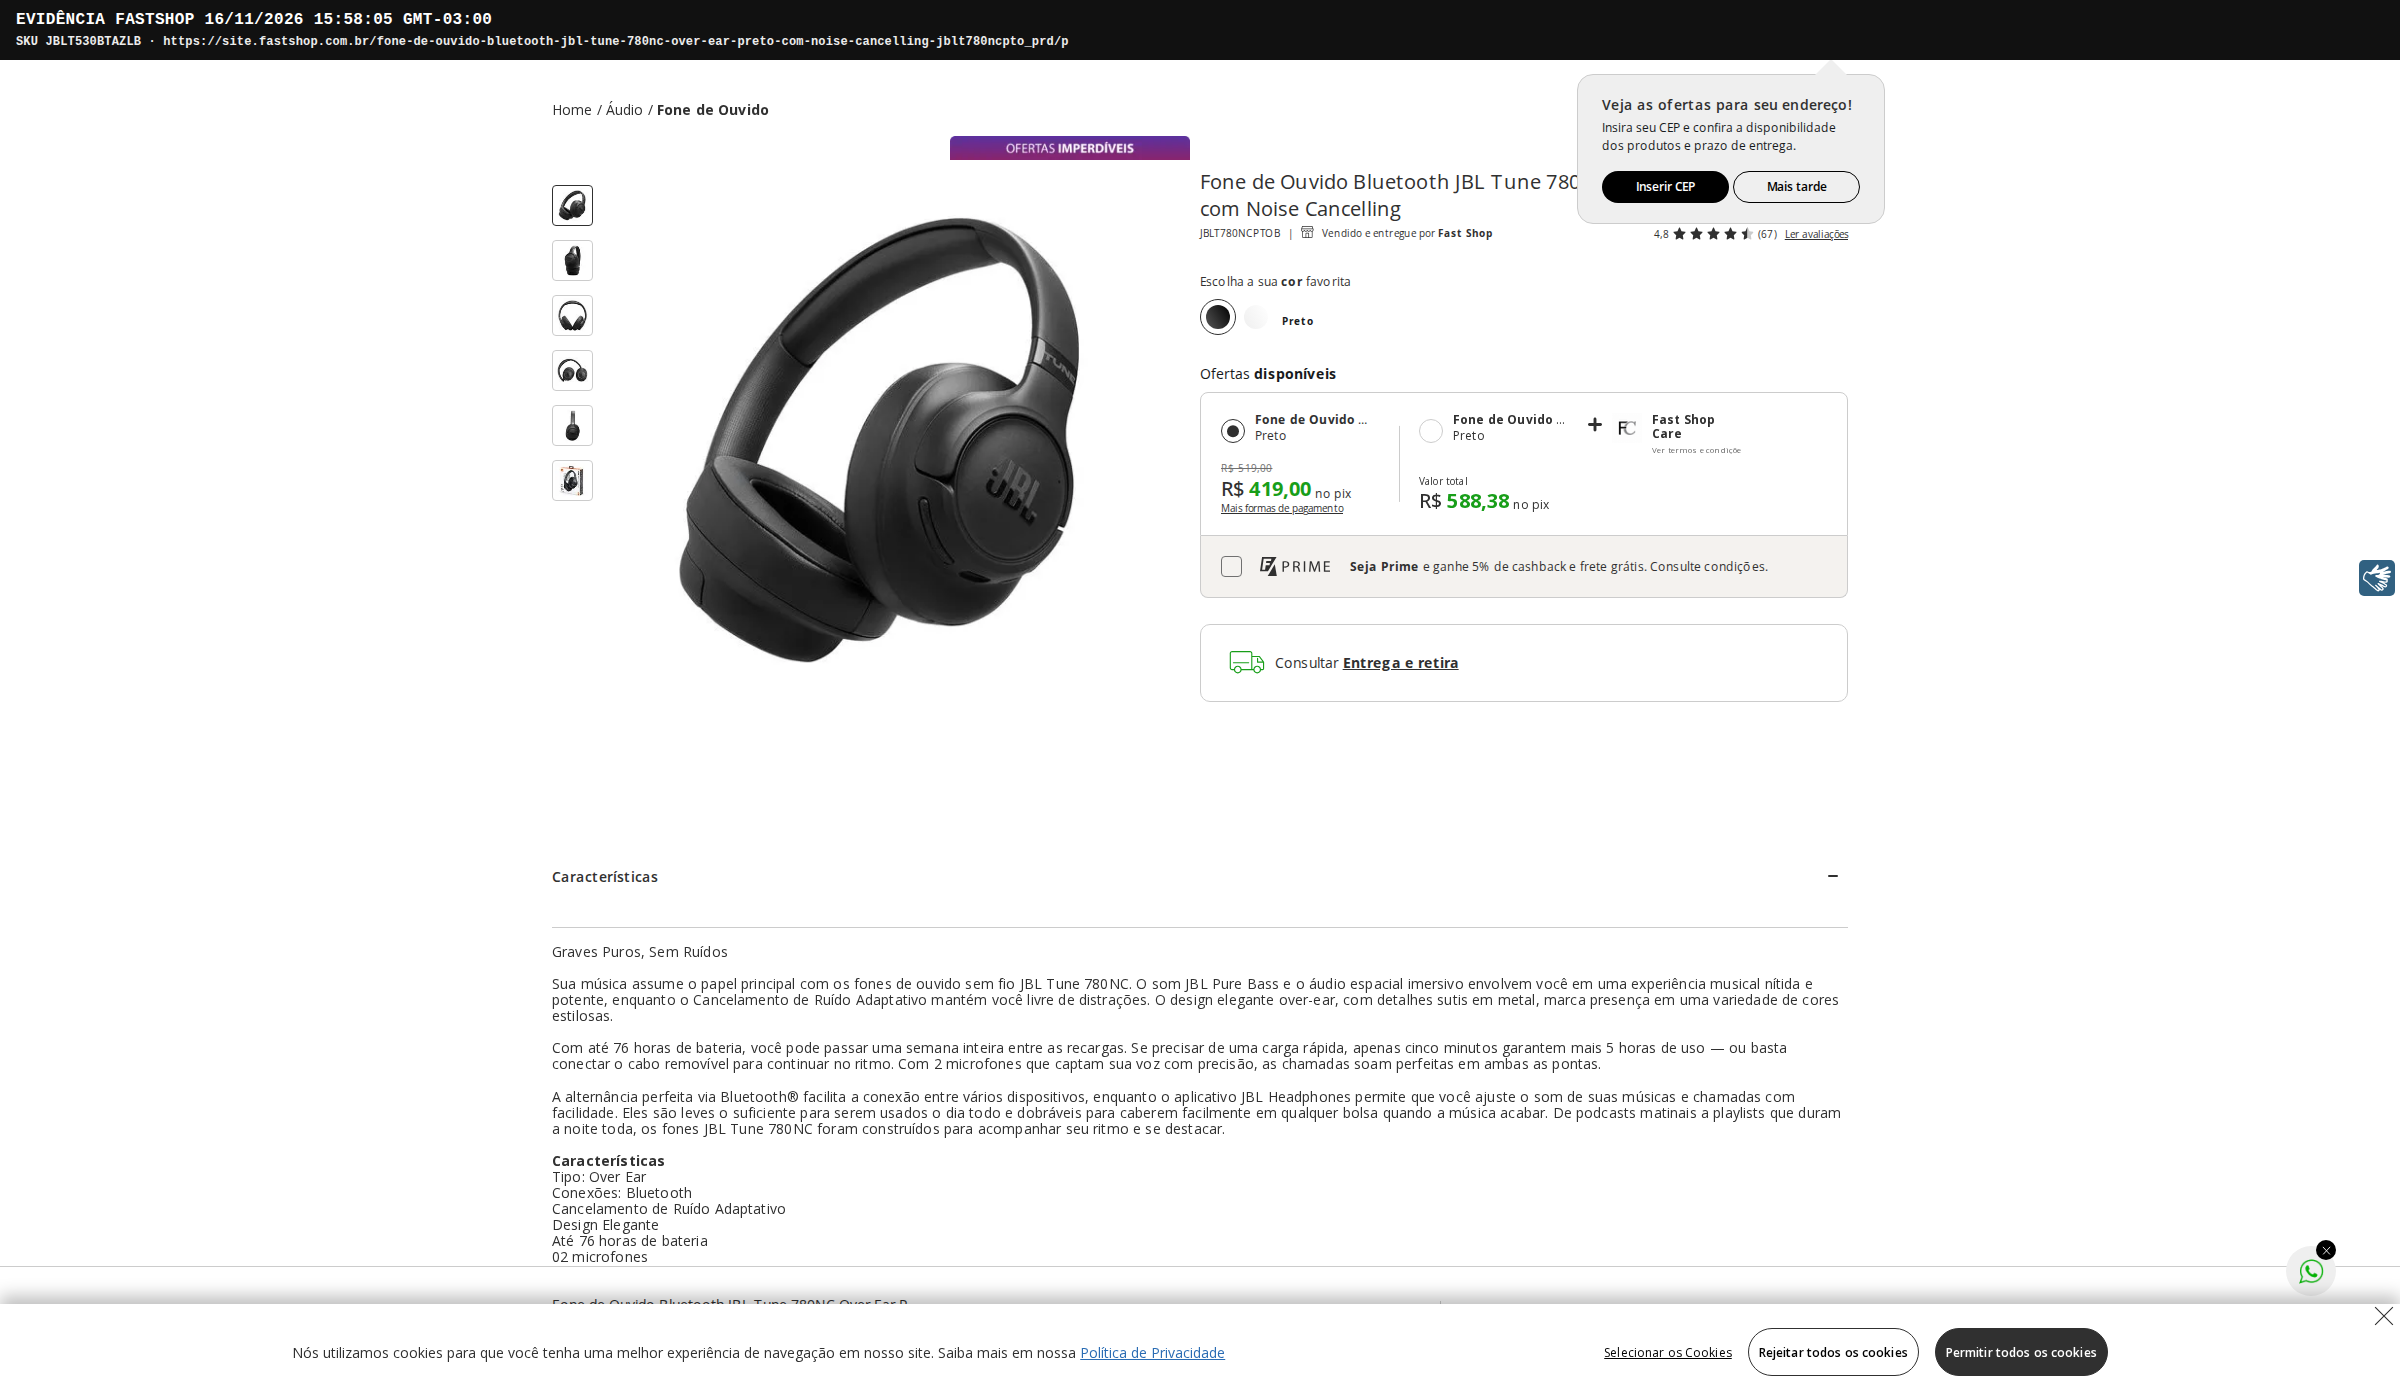 EVIDÊNCIA FASTSHOP 16/11/2026 15:58:05 GMT-03:00
SKU JBLT530BTAZLB · https://site.fastshop.com.br/fone-de-ouvido-bluetooth-jbl-tune-780nc-over-ear-preto-com-noise-cancelling-jblt780ncpto_prd/p
Veja as ofertas para seu endereço!
Insira seu CEP e confira a disponibilidade
dos produtos e prazo de entrega.
Inserir CEP
Mais tarde
Home / Áudio / Fone de Ouvido
OFERTAS IMPERDÍVEIS
Fone de Ouvido Bluetooth JBL Tune 780
com Noise Cancelling
JBLT780NCPTOB | Vendido e entregue por Fast Shop
4,8 (67) Ler avaliações
Escolha a sua cor favorita
Preto
Ofertas disponíveis
Fone de Ouvido ...
Preto
R$ 519,00
R$ 419,00 no pix
Mais formas de pagamento
Fone de Ouvido ...
Preto
Fast Shop
Care
Ver termos e condiçõe
Valor total
R$ 588,38 no pix
PRIME Seja Prime e ganhe 5% de cashback e frete grátis. Consulte condições.
Consultar Entrega e retira
TUNE
JBL
Características
Graves Puros, Sem Ruídos
Sua música assume o papel principal com os fones de ouvido sem fio JBL Tune 780NC. O som JBL Pure Bass e o áudio espacial imersivo envolvem você em uma experiência musical nítida e
potente, enquanto o Cancelamento de Ruído Adaptativo mantém você livre de distrações. O design elegante over-ear, com detalhes sutis em metal, marca presença em uma variedade de cores
estilosas.
Com até 76 horas de bateria, você pode passar uma semana inteira entre as recargas. Se precisar de uma carga rápida, apenas cinco minutos garantem mais 5 horas de uso — ou basta
conectar o cabo removível para continuar no ritmo. Com 2 microfones que captam sua voz com precisão, as chamadas soam perfeitas em ambas as pontas.
A alternância perfeita via Bluetooth® facilita a conexão entre vários dispositivos, enquanto o aplicativo JBL Headphones permite que você ajuste o som de suas músicas e chamadas com
facilidade. Eles são leves o suficiente para serem usados o dia todo e dobráveis para caberem facilmente em qualquer bolsa quando a música acabar. De podcasts matinais a playlists que duram
a noite toda, os fones JBL Tune 780NC foram construídos para acompanhar seu ritmo e se destacar.
Características
Tipo: Over Ear
Conexões: Bluetooth
Cancelamento de Ruído Adaptativo
Design Elegante
Até 76 horas de bateria
02 microfones
Fone de Ouvido Bluetooth JBL Tune 780NC Over Ear P
Nós utilizamos cookies para que você tenha uma melhor experiência de navegação em nosso site. Saiba mais em nossa Política de Privacidade
Selecionar os Cookies
Rejeitar todos os cookies
Permitir todos os cookies